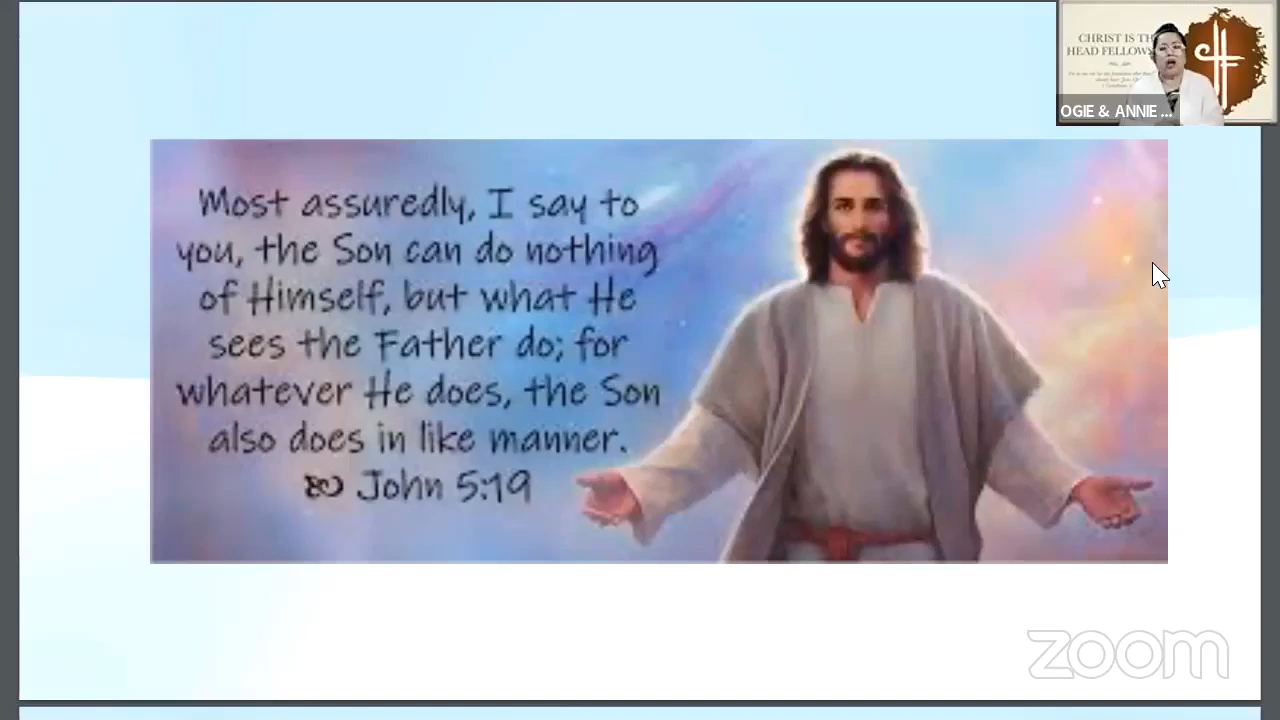 CHRIST IS TH
HEAD FELLOWS
OGIE & ANNIE ...
Most assuredly, I say to
you, the Son can do nothing
of Himself, but what He
sees the Father do; for
whatever He does, the Son
also does in like manner.
John 5:19
zoom